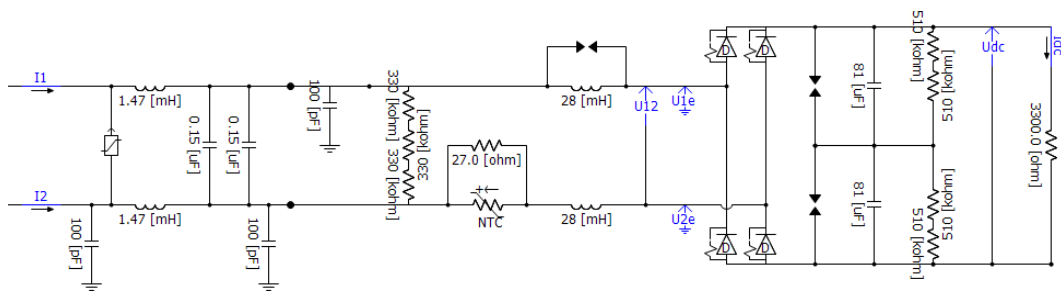 I1
1.47 [mH]
0.15 [uF]
0.15 [uF]
100 [pF]
330 [kohm]
330 [kohm]
330 [kohm]
28 [mH]
U12
U1e
D
D
81 [uF]
510 [kohm]
510 [kohm]
Udc
Idc
3300.0 [ohm]
I2
1.47 [mH]
100 [pF]
100 [pF]
27.0 [ohm]
+
NTC
28 [mH]
U2e
D
D
81 [uF]
510 [kohm]
510 [kohm]